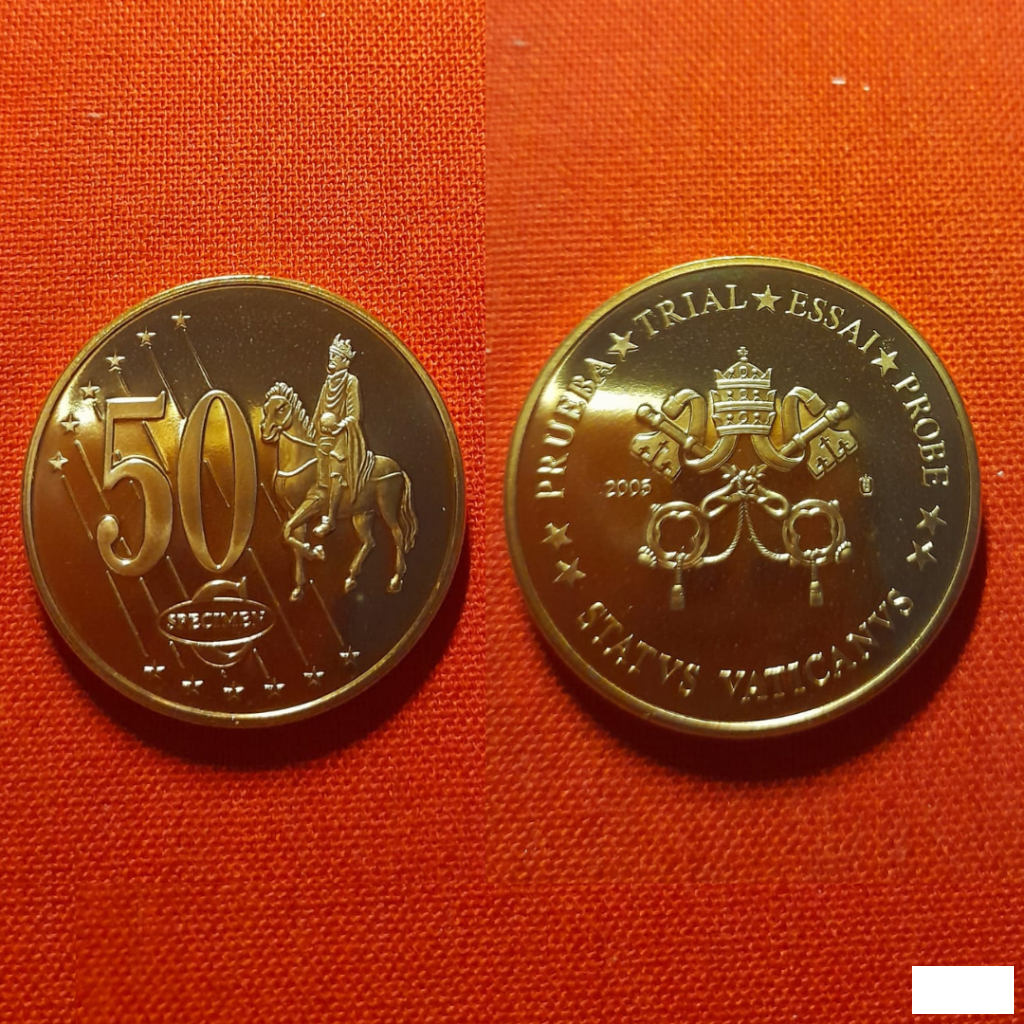 50
SPECIMEN
PRUEBA★TRIAL★ESSAI★PROBE
2005
STATVS VATICANVS